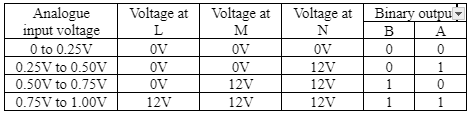 Analogue input voltage | Voltage at L | Voltage at M | Voltage at N | Binary output
B | A
0 to 0.25V | 0V | 0V | 0V | 0 | 0
0.25V to 0.50V | 0V | 0V | 12V | 0 | 1
0.50V to 0.75V | 0V | 12V | 12V | 1 | 0
0.75V to 1.00V | 12V | 12V | 12V | 1 | 1